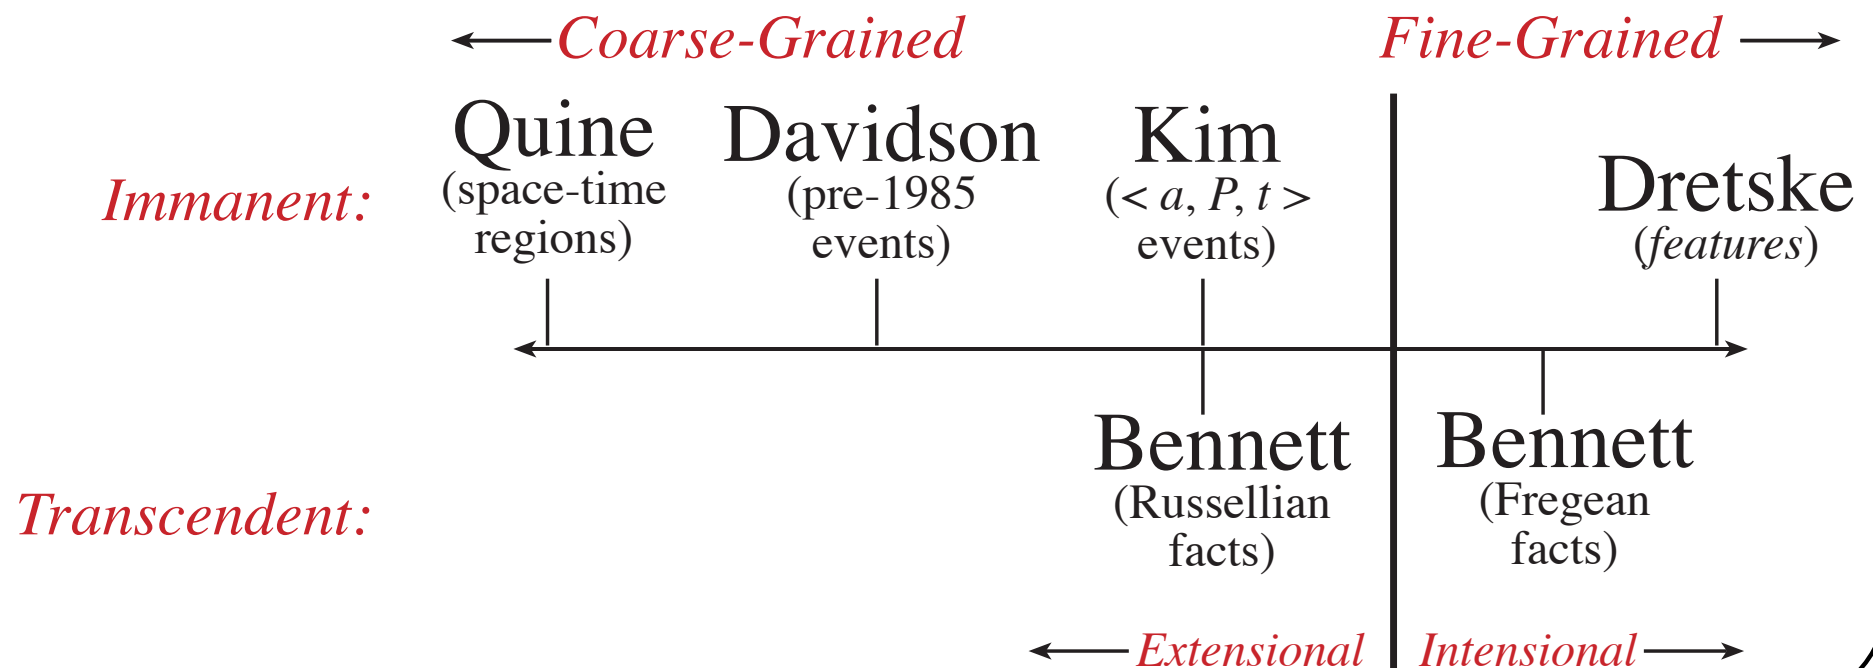 Coarse-Grained Fine-Grained
Quine Davidson Kim Dretske
Immanent: (space-time regions) (pre-1985 events) (< a, P, t > events) (features)
Bennett Bennett
Transcendent: (Russellian facts) (Fregean facts)
Extensional Intensional